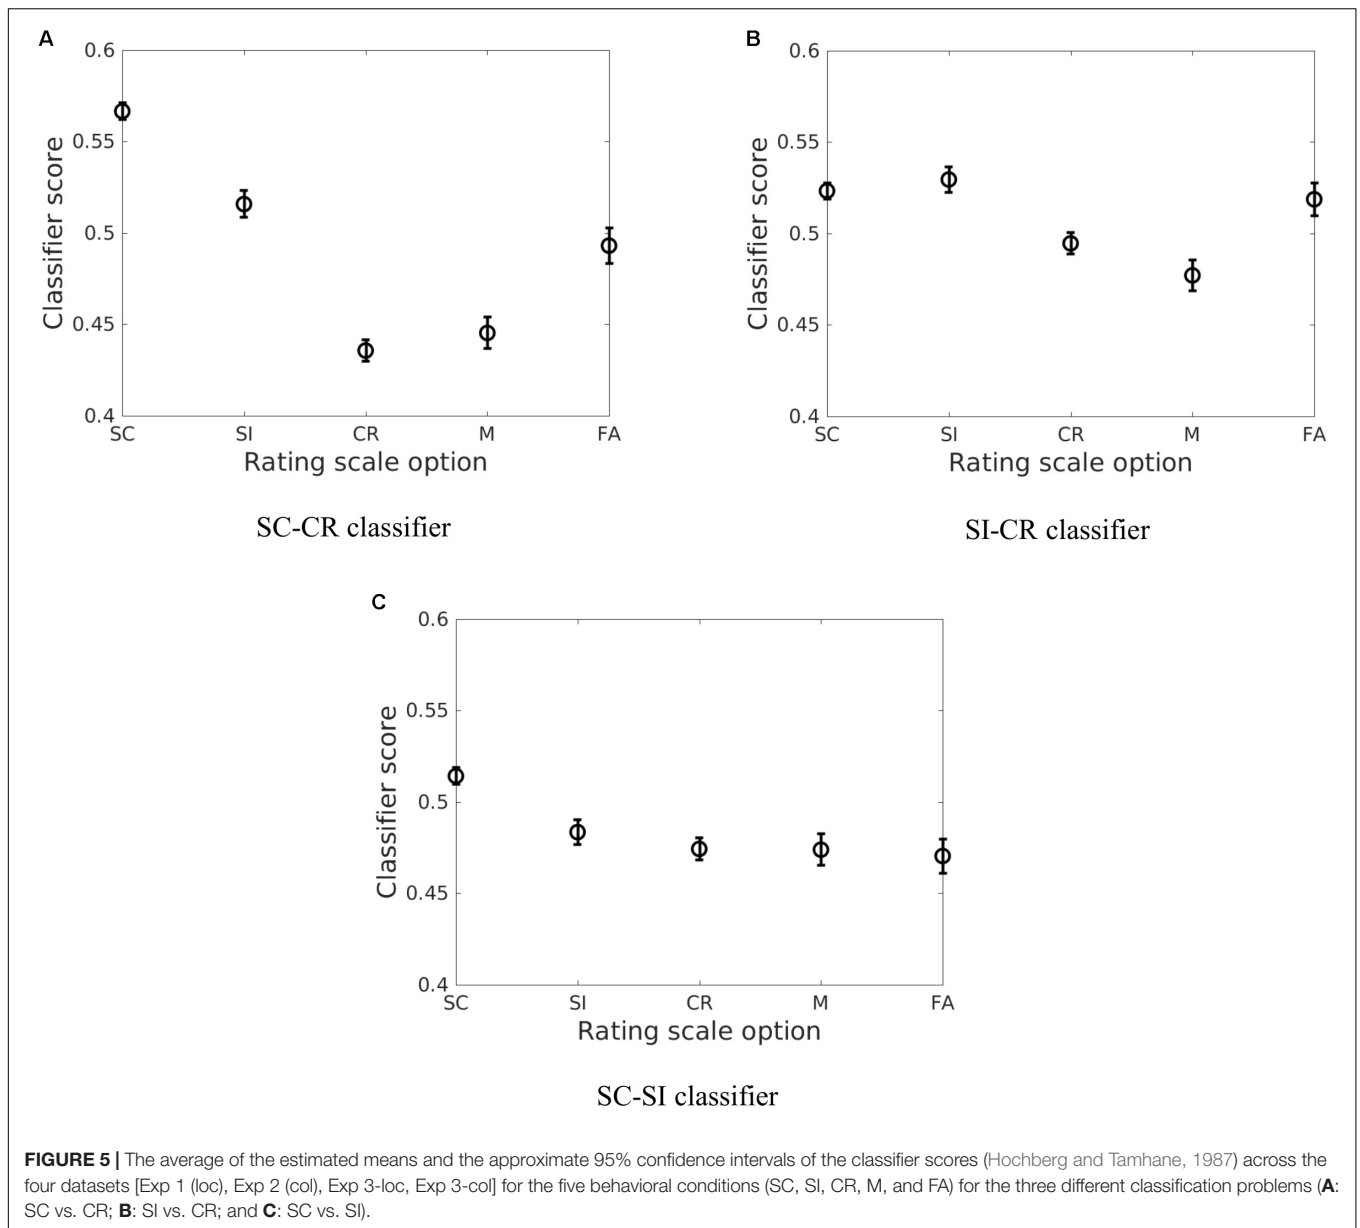 A
0.6
0.55
0.5
0.45
0.4
Classifier score
SC SI CR M FA
Rating scale option
SC-CR classifier
B
0.6
0.55
0.5
0.45
0.4
Classifier score
SC SI CR M FA
Rating scale option
SI-CR classifier
C
0.6
0.55
0.5
0.45
0.4
Classifier score
SC SI CR M FA
Rating scale option
SC-SI classifier
FIGURE 5 | The average of the estimated means and the approximate 95% confidence intervals of the classifier scores (Hochberg and Tamhane, 1987) across the
four datasets [Exp 1 (loc), Exp 2 (col), Exp 3-loc, Exp 3-col] for the five behavioral conditions (SC, SI, CR, M, and FA) for the three different classification problems (A:
SC vs. CR; B: SI vs. CR; and C: SC vs. SI).